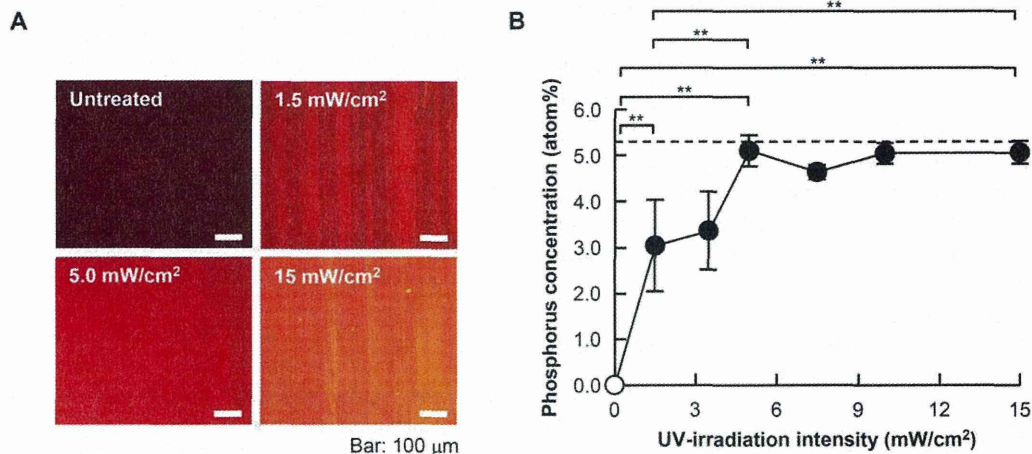 A
Untreated
1.5 mW/cm²
5.0 mW/cm²
15 mW/cm²
Bar: 100 μm
B
**
**
**
**
**
Phosphorus concentration (atom%)
6.0
5.0
4.0
3.0
2.0
1.0
0.0
0
3
6
9
12
15
UV-irradiation intensity (mW/cm²)